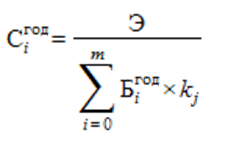 C_i^год = Э / ∑_{i=0}^{m} Б_i^год × k_j